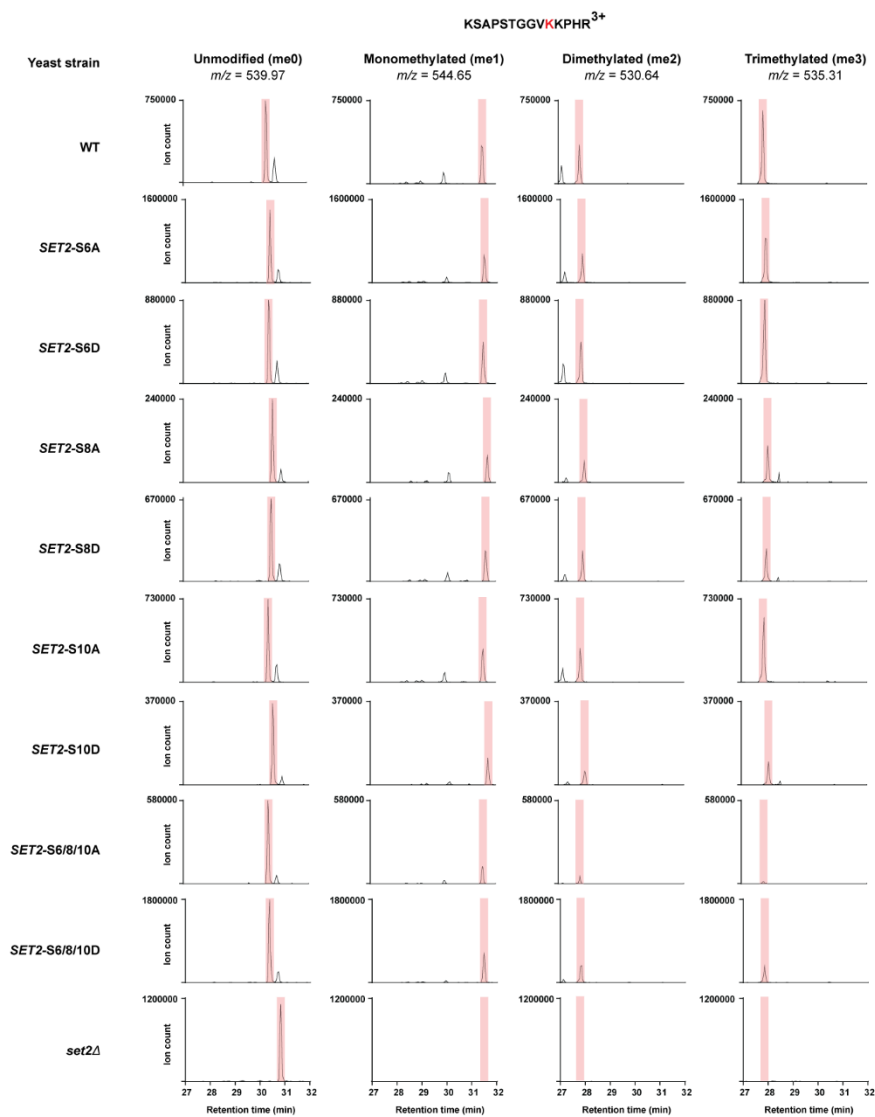 KSAPSTGGVKKPHR3+
Yeast strain
Unmodified (me0)
m/z = 539.97
Monomethylated (me1)
m/z = 544.65
Dimethylated (me2)
m/z = 530.64
Trimethylated (me3)
m/z = 535.31
WT
Ion count
750000
750000
750000
750000
SET2-S6A
Ion count
1600000
1600000
1600000
1600000
SET2-S6D
Ion count
880000
880000
880000
880000
SET2-S8A
Ion count
240000
240000
240000
240000
SET2-S8D
Ion count
670000
670000
670000
670000
SET2-S10A
Ion count
730000
730000
730000
730000
SET2-S10D
Ion count
370000
370000
370000
370000
SET2-S6/8/10A
Ion count
580000
580000
580000
580000
SET2-S6/8/10D
Ion count
1800000
1800000
1800000
1800000
set2Δ
Ion count
1200000
1200000
1200000
1200000
27 28 29 30 31 32
27 28 29 30 31 32
27 28 29 30 31 32
27 28 29 30 31 32
Retention time (min)
Retention time (min)
Retention time (min)
Retention time (min)